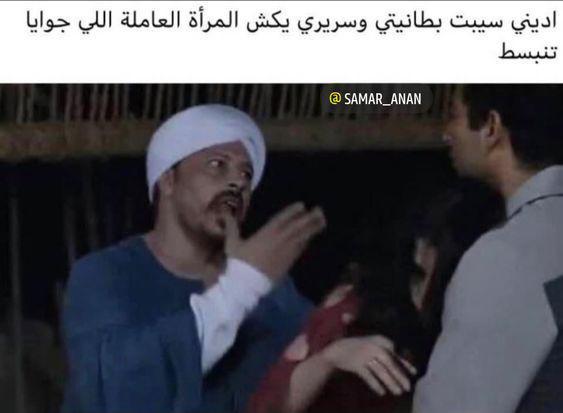 اديني سيبت بطانيتي وسريري يكش المرأة العاملة اللي جوايا
تنبسط
@ SAMAR_ANAN